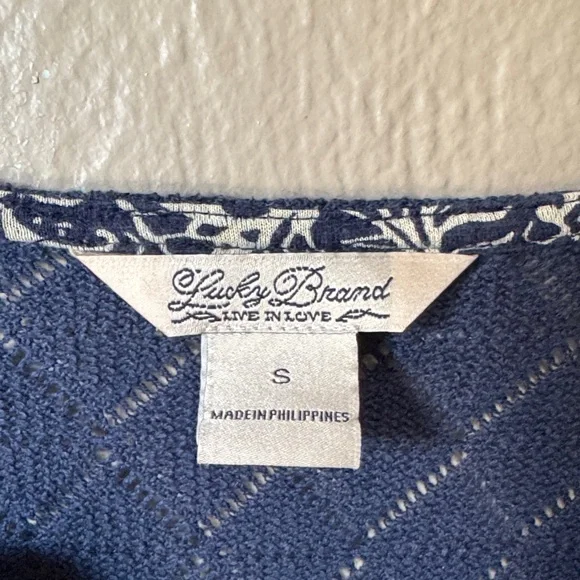 Lucky Brand
LIVE IN LOVE
S
MADE IN PHILIPPINES